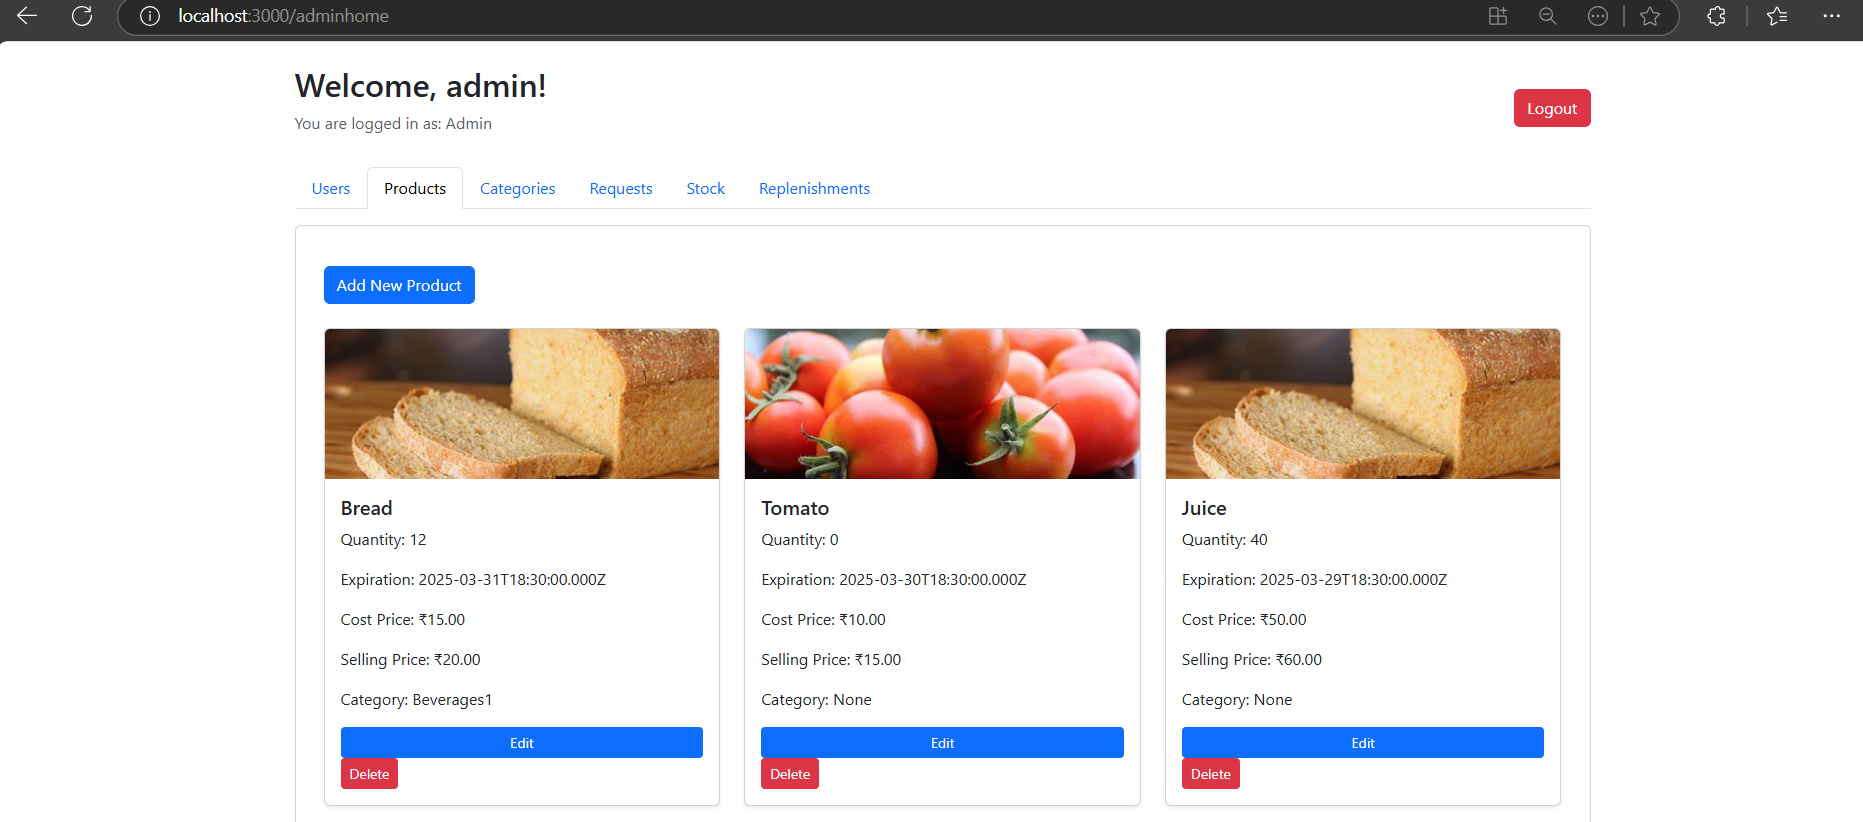 localhost:3000/adminhome
Welcome, admin!
You are logged in as: Admin
Logout
Users Products Categories Requests Stock Replenishments
Add New Product
Bread
Quantity: 12
Expiration: 2025-03-31T18:30:00.000Z
Cost Price: ₹15.00
Selling Price: ₹20.00
Category: Beverages1
Edit
Delete
Tomato
Quantity: 0
Expiration: 2025-03-30T18:30:00.000Z
Cost Price: ₹10.00
Selling Price: ₹15.00
Category: None
Edit
Delete
Juice
Quantity: 40
Expiration: 2025-03-29T18:30:00.000Z
Cost Price: ₹50.00
Selling Price: ₹60.00
Category: None
Edit
Delete